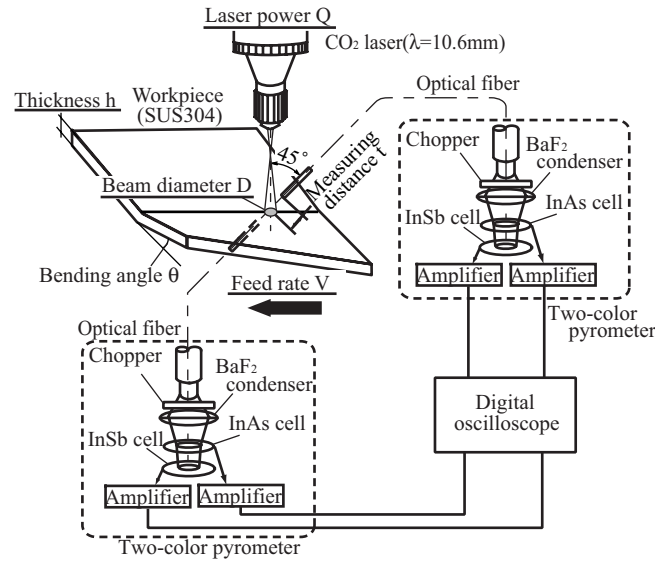 Laser power Q
CO2 laser(λ=10.6mm)
Optical fiber
Thickness h
Workpiece
(SUS304)
45°
Measuring
distance t
Beam diameter D
Chopper
BaF2
condenser
InSb cell
InAs cell
Amplifier
Amplifier
Two-color
pyrometer
Bending angle θ
Feed rate V
Optical fiber
Chopper
BaF2
condenser
InSb cell
InAs cell
Amplifier
Amplifier
Two-color pyrometer
Digital
oscilloscope